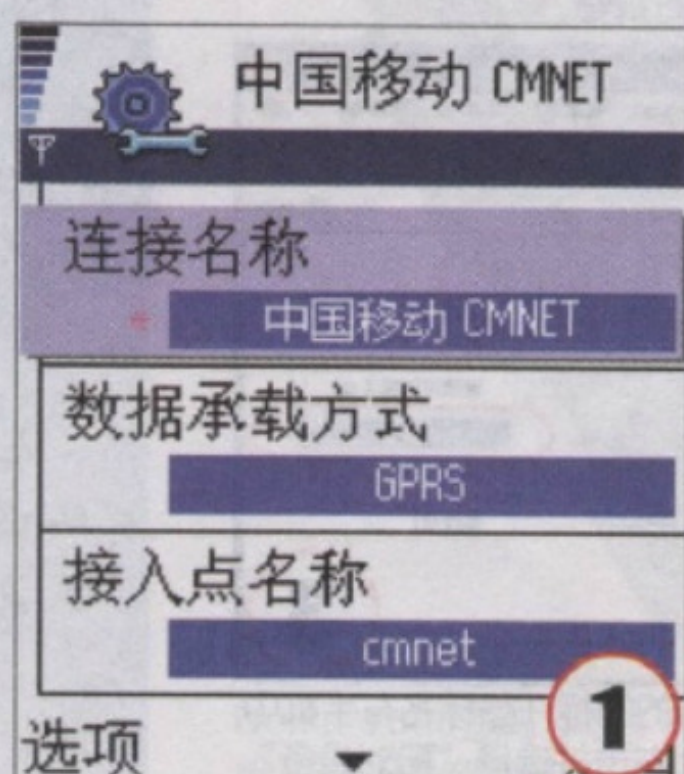 中国移动 CMNET
连接名称
* 中国移动 CMNET
数据承载方式
GPRS
接入点名称
cmnet
选项
1